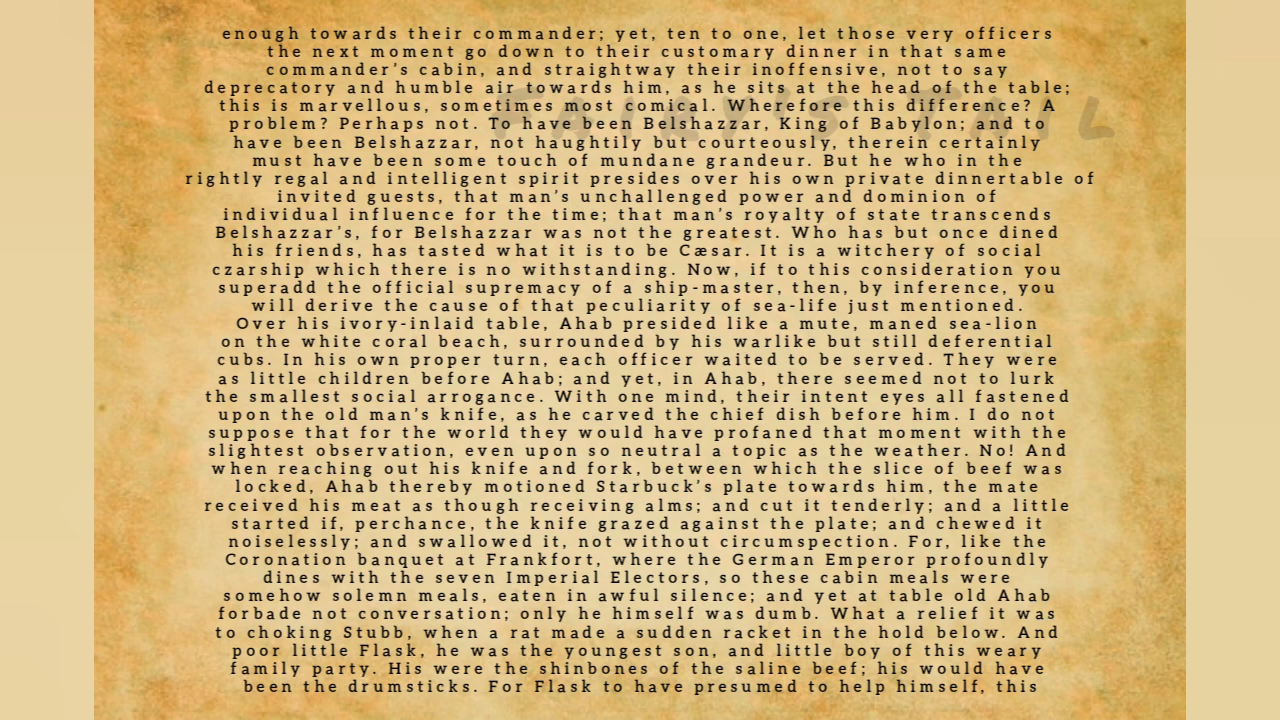 enough towards their commander; yet, ten to one, let those very officers
the next moment go down to their customary dinner in that same
commander's cabin, and straightway their inoffensive, not to say
deprecatory and humble air towards him, as he sits at the head of the table;
this is marvellous, sometimes most comical. Wherefore this difference? A
problem? Perhaps not. To have been Belshazzar, King of Babylon; and to
have been Belshazzar, not haughtily but courteously, therein certainly
must have been some touch of mundane grandeur. But he who in the
rightly regal and intelligent spirit presides over his own private dinnertable of
invited guests, that man's unchallenged power and dominion of
individual influence for the time; that man's royalty of state transcends
Belshazzar's, for Belshazzar was not the greatest. Who has but once dined
his friends, has tasted what it is to be Cæsar. It is a witchery of social
czarship which there is no withstanding. Now, if to this consideration you
superadd the official supremacy of a ship-master, then, by inference, you
will derive the cause of that peculiarity of sea-life just mentioned.
Over his ivory-inlaid table, Ahab presided like a mute, maned sea-lion
on the white coral beach, surrounded by his warlike but still deferential
cubs. In his own proper turn, each officer waited to be served. They were
as little children before Ahab; and yet, in Ahab, there seemed not to lurk
the smallest social arrogance. With one mind, their intent eyes all fastened
upon the old man's knife, as he carved the chief dish before him. I do not
suppose that for the world they would have profaned that moment with the
slightest observation, even upon so neutral a topic as the weather. No! And
when reaching out his knife and fork, between which the slice of beef was
locked, Ahab thereby motioned Starbuck's plate towards him, the mate
received his meat as though receiving alms; and cut it tenderly; and a little
started if, perchance, the knife grazed against the plate; and chewed it
noiselessly; and swallowed it, not without circumspection. For, like the
Coronation banquet at Frankfort, where the German Emperor profoundly
dines with the seven Imperial Electors, so these cabin meals were
somehow solemn meals, eaten in awful silence; and yet at table old Ahab
forbade not conversation; only he himself was dumb. What a relief it was
to choking Stubb, when a rat made a sudden racket in the hold below. And
poor little Flask, he was the youngest son, and little boy of this weary
family party. His were the shinbones of the saline beef; his would have
been the drumsticks. For Flask to have presumed to help himself, this